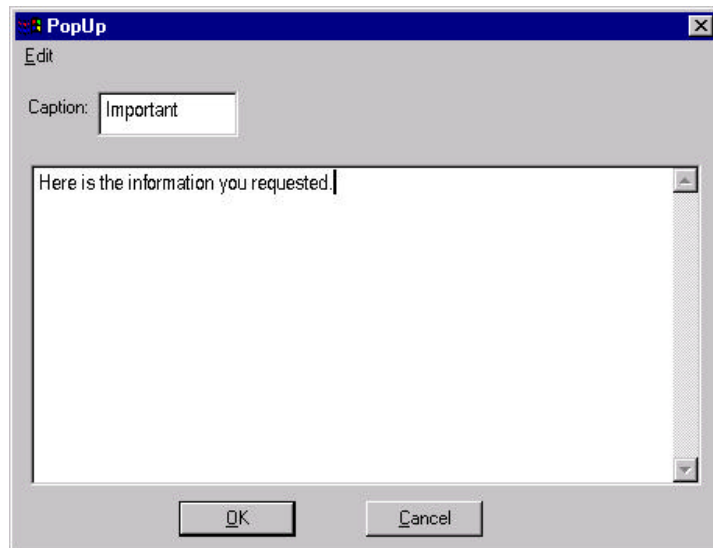 PopUp
Edit
Caption: Important
Here is the information you requested.
OK Cancel